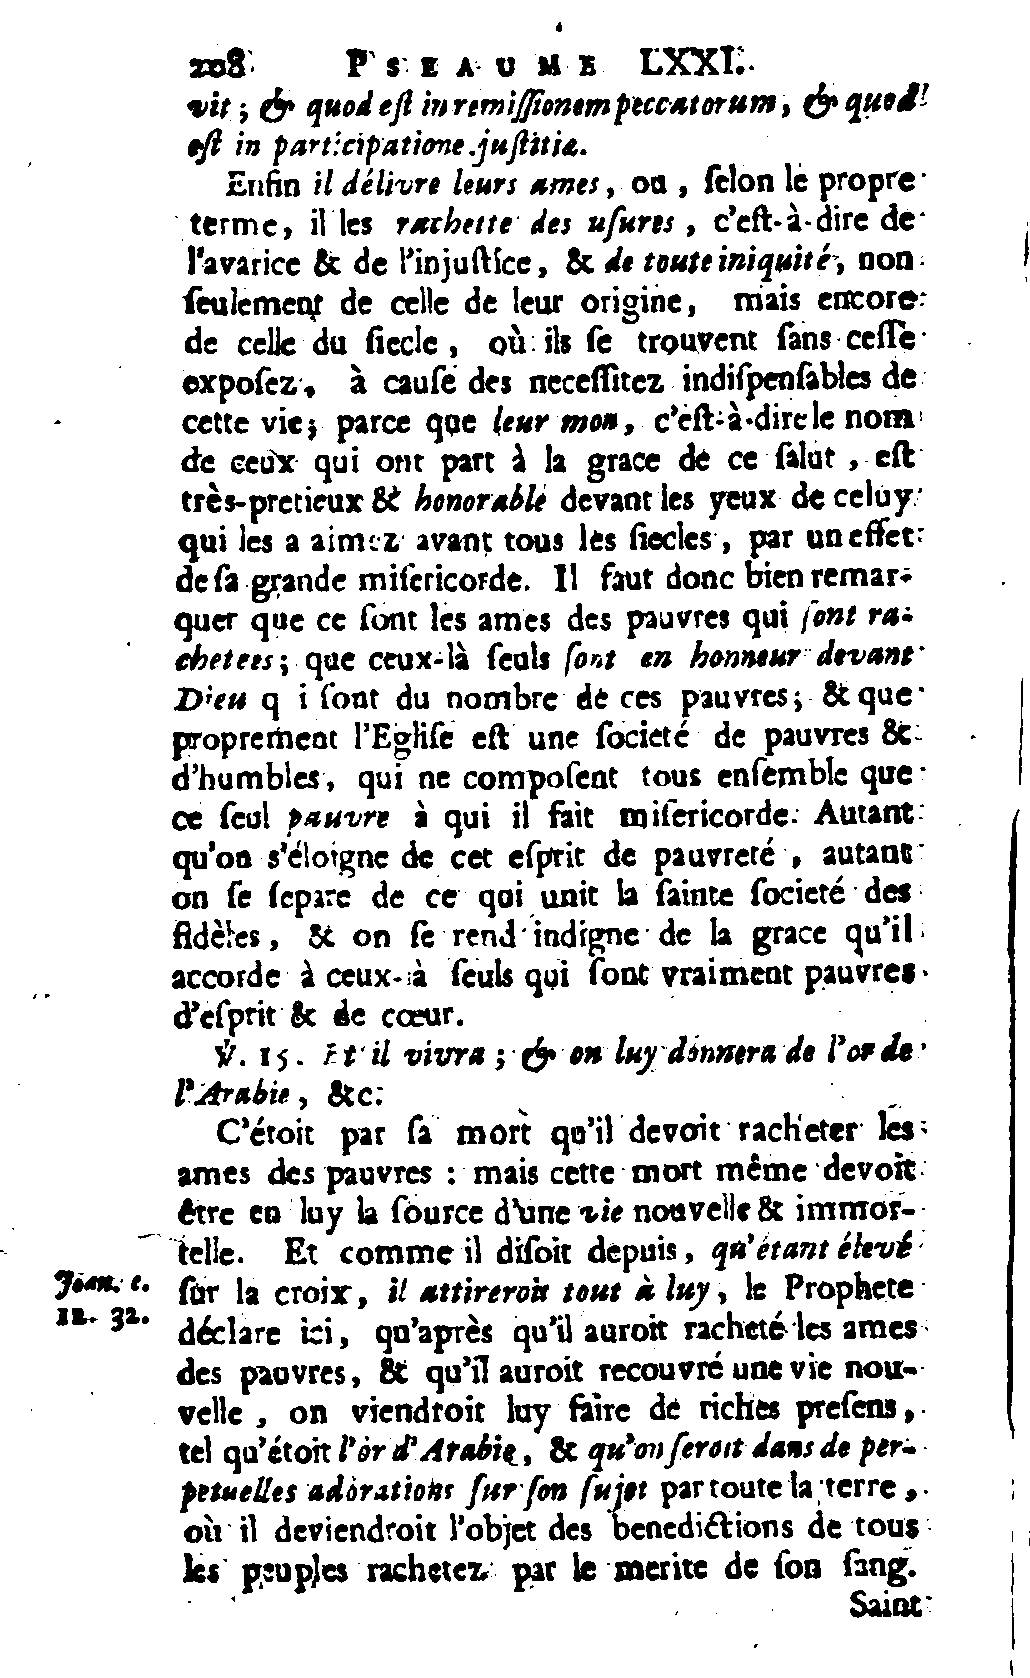 208 PSEAUME LXXI.
vit ; & quod eſt in remiſſionem peccatorum, & quod
eſt in participatione juſtitiæ.
Enfin il délivre leurs ames, ou, ſelon le propre
terme, il les rachette des uſures, c'eſt-à-dire de
l'avarice & de l'injuſtice, & de toute iniquité, non
ſeulement de celle de leur origine, mais encore
de celle du ſiecle, où ils ſe trouvent ſans ceſſe
expoſez, à cauſe des neceſſitez indiſpenſables de
cette vie; parce que leur mon, c'eſt-à-dire le nom
de ceux qui ont part à la grace de ce ſalut, eſt
très-pretieux & honorable devant les yeux de celuy
qui les a aimez avant tous les ſiecles, par un effet
de ſa grande miſericorde. Il faut donc bien remar-
quer que ce ſont les ames des pauvres qui ſont ra-
chetees; que ceux-là ſeuls ſont en honneur devant
Dieu q i ſont du nombre de ces pauvres; & que
proprement l'Egliſe eſt une ſocieté de pauvres &
d'humbles, qui ne compoſent tous enſemble que
ce ſeul pauvre à qui il fait miſericorde. Autant
qu'on s'éloigne de cet eſprit de pauvreté, autant
on ſe ſepare de ce qui unit la ſainte ſocieté des
fidèles, & on ſe rend indigne de la grace qu'il
accorde à ceux-là ſeuls qui ſont vraiment pauvres
d'eſprit & de cœur.
℣. 15. Et il vivra ; & on luy donnera de l'or de
l'Arabie, &c.
C'étoit par ſa mort qu'il devoit racheter les
ames des pauvres : mais cette mort même devoit
être en luy la ſource d'une vie nouvelle & immor-
telle. Et comme il diſoit depuis, qu'étant élevé
Joan. c. ſur la croix, il attireroit tout à luy, le Prophete
12. 32. déclare ici, qu'après qu'il auroit racheté les ames
des pauvres, & qu'il auroit recouvré une vie nou-
velle, on viendroit luy faire de riches preſens,
tel qu'étoit l'or d'Arabie, & qu'on ſeroit dans de per-
petuelles adorations ſur ſon ſujet par toute la terre,
où il deviendroit l'objet des benedictions de tous
les peuples rachetez par le merite de ſon ſang.
Saint